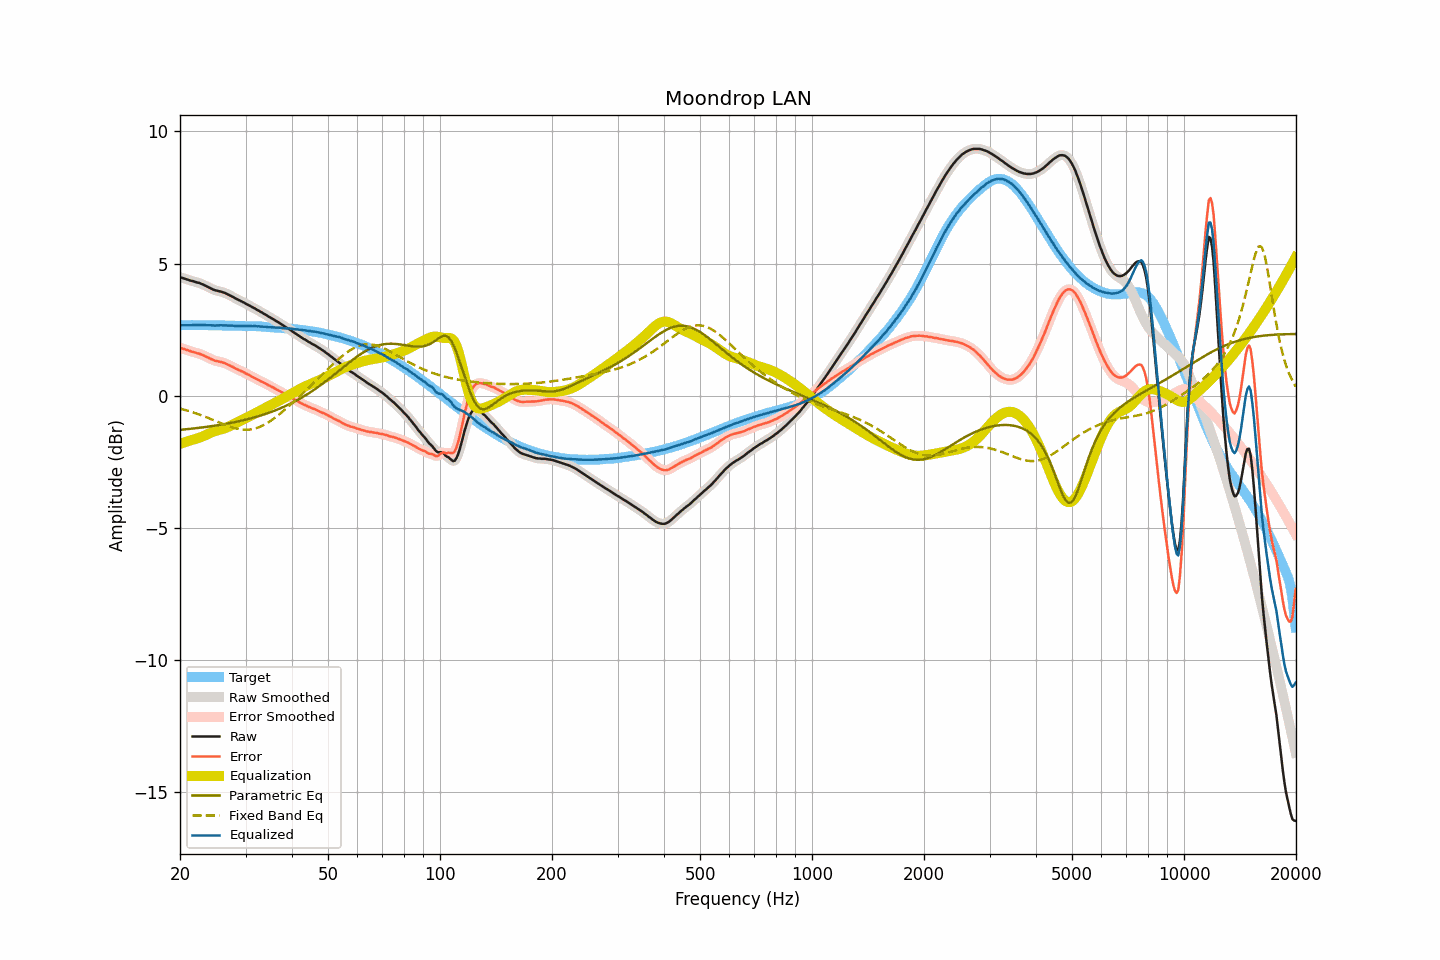 Moondrop LAN
10
5
0
−5
−10
−15
Amplitude (dBr)
Target
Raw Smoothed
Error Smoothed
Raw
Error
Equalization
Parametric Eq
Fixed Band Eq
Equalized
20 50 100 200 500 1000 2000 5000 10000 20000
Frequency (Hz)